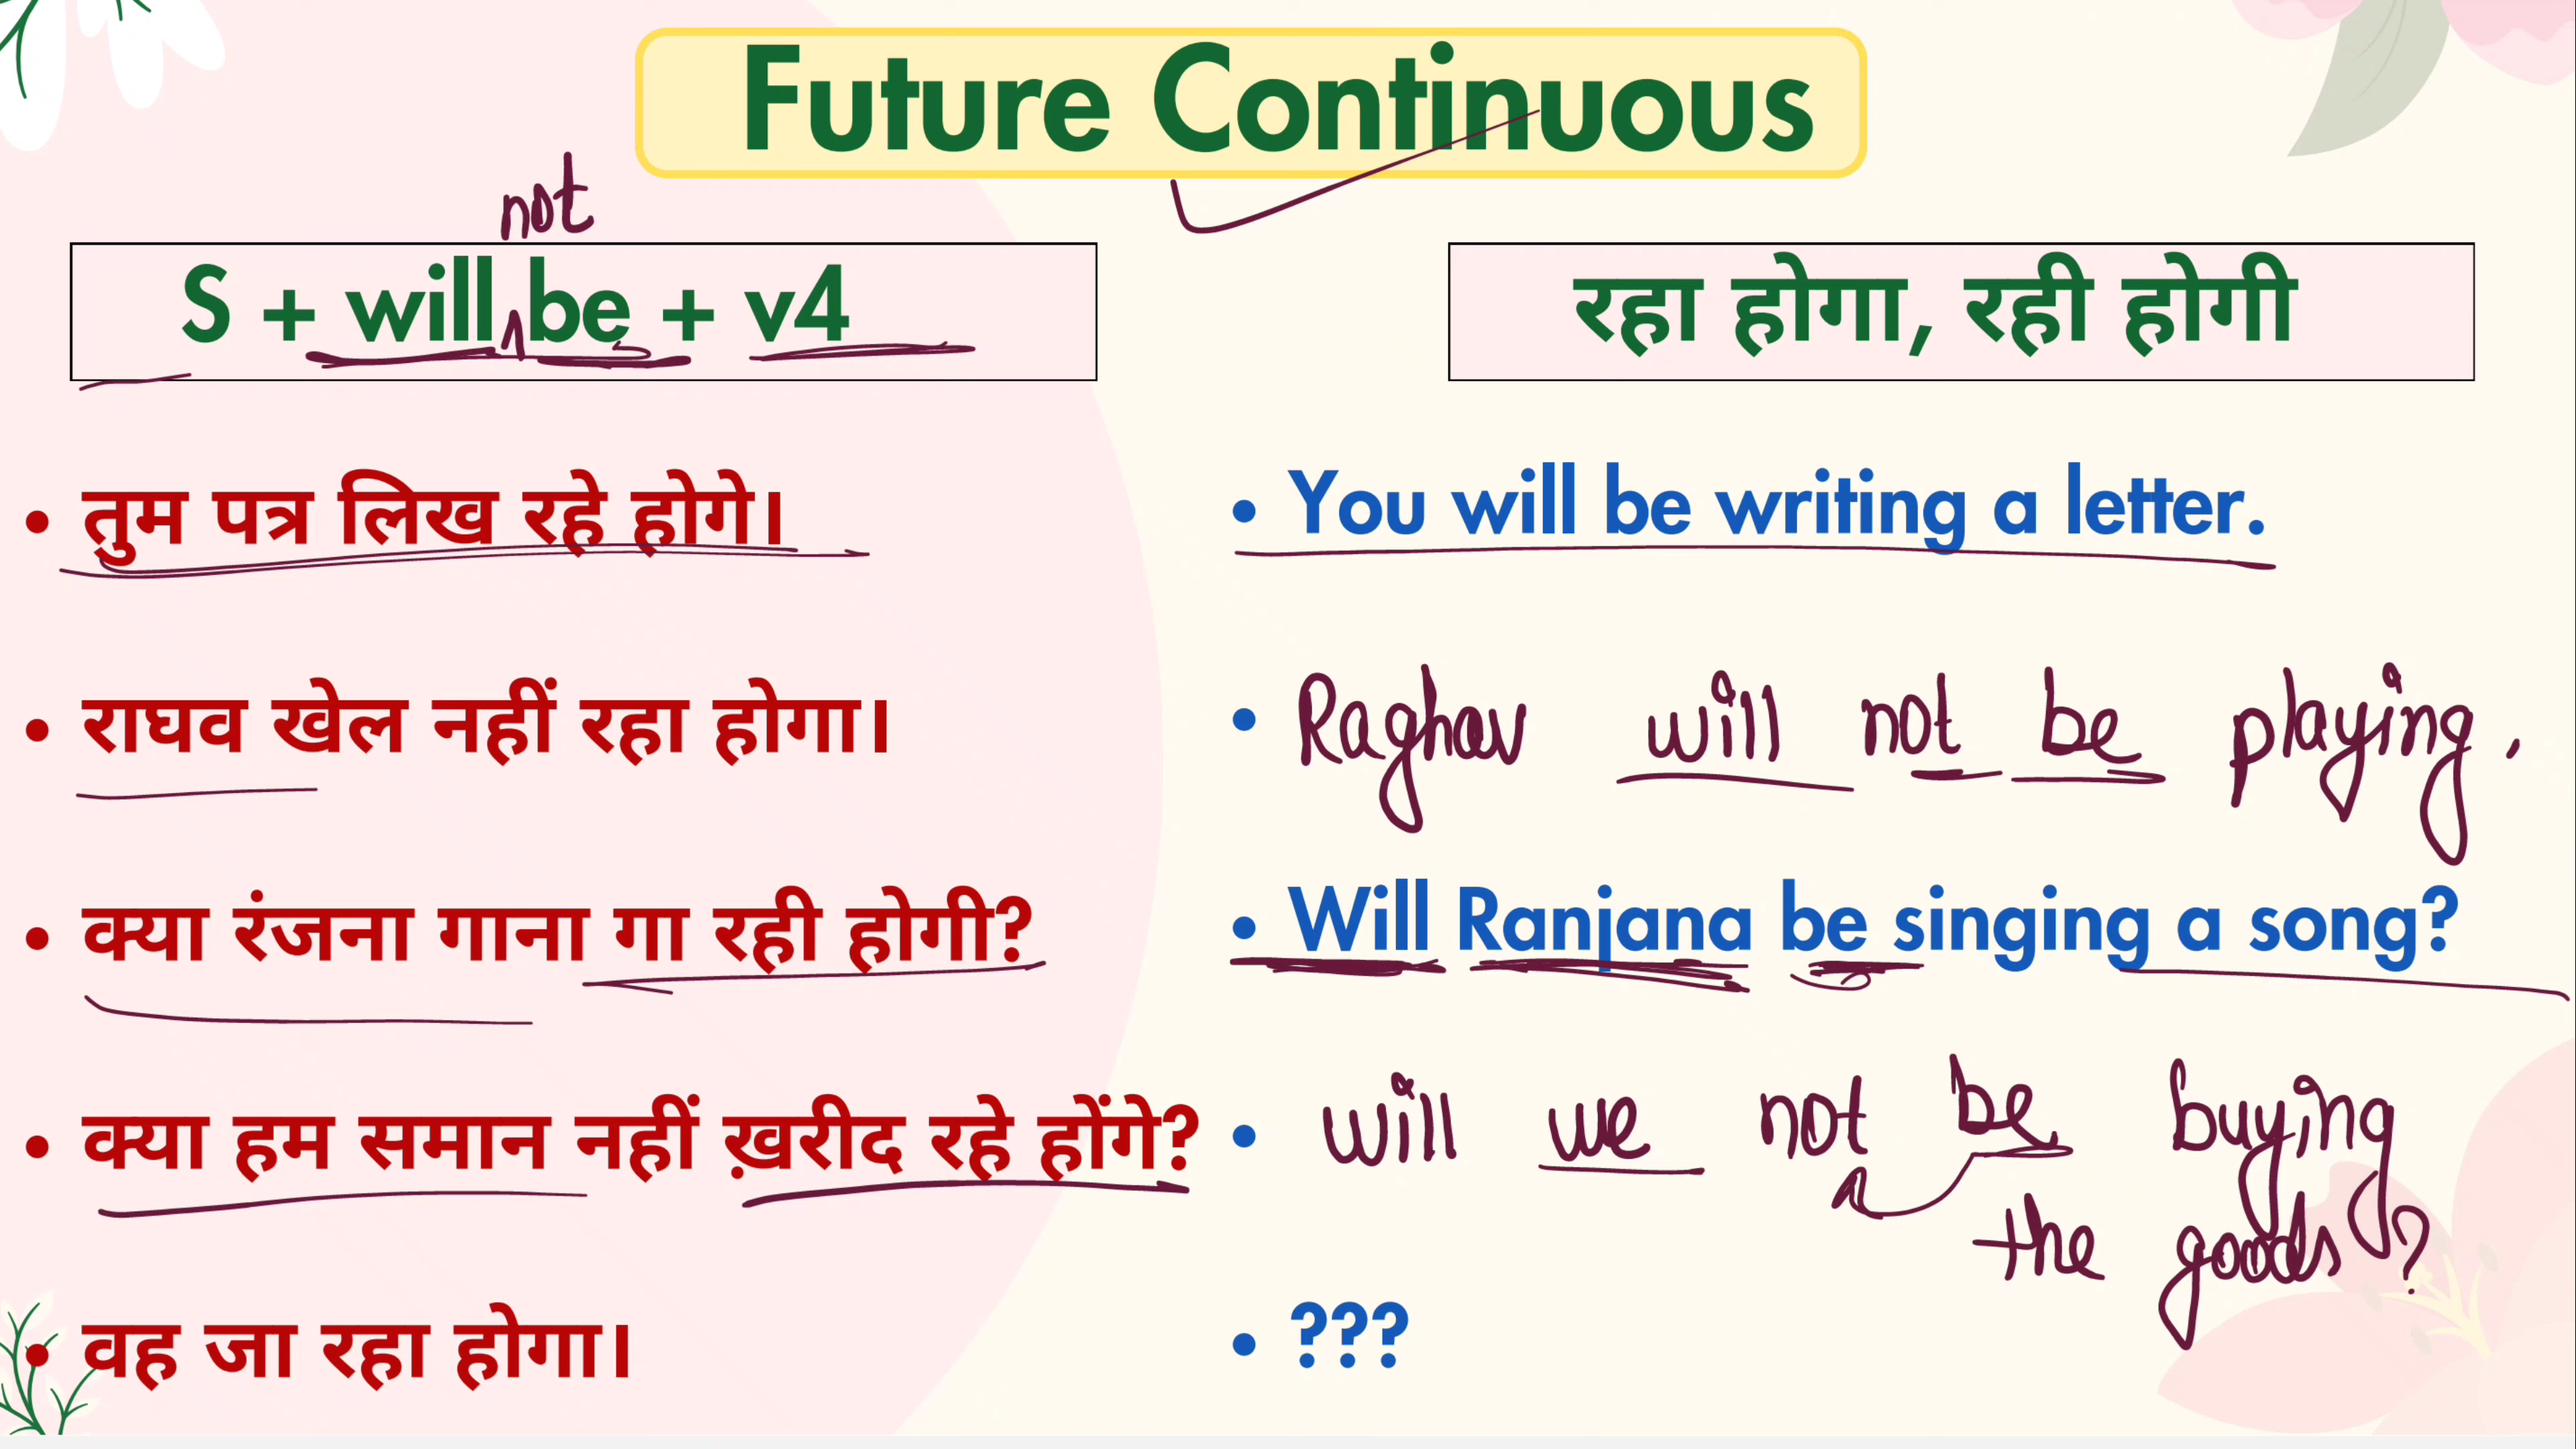 Future Continuous
not
S + will be + v4
रहा होगा, रही होगी
• तुम पत्र लिख रहे होगे।
• You will be writing a letter.
• राघव खेल नहीं रहा होगा।
• Raghav will not be playing.
• क्या रंजना गाना गा रही होगी?
• Will Ranjana be singing a song?
• क्या हम समान नहीं ख़रीद रहे होंगे?
• will we not be buying
the goods?
• वह जा रहा होगा।
• ???